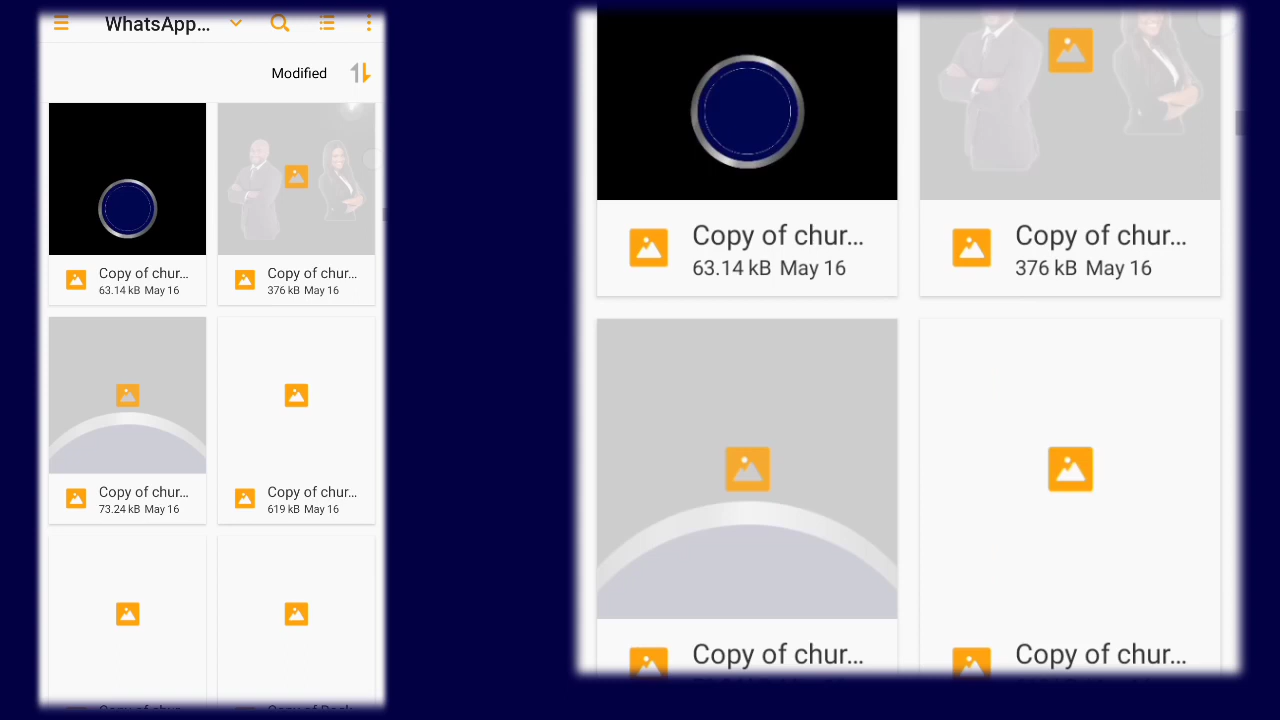 WhatsApp...
Modified
Copy of chur...
63.14 kB May 16
Copy of chur...
376 kB May 16
Copy of chur...
73.24 kB May 16
Copy of chur...
619 kB May 16
Copy of chur...
63.14 kB May 16
Copy of chur...
376 kB May 16
Copy of chur...
Copy of chur...